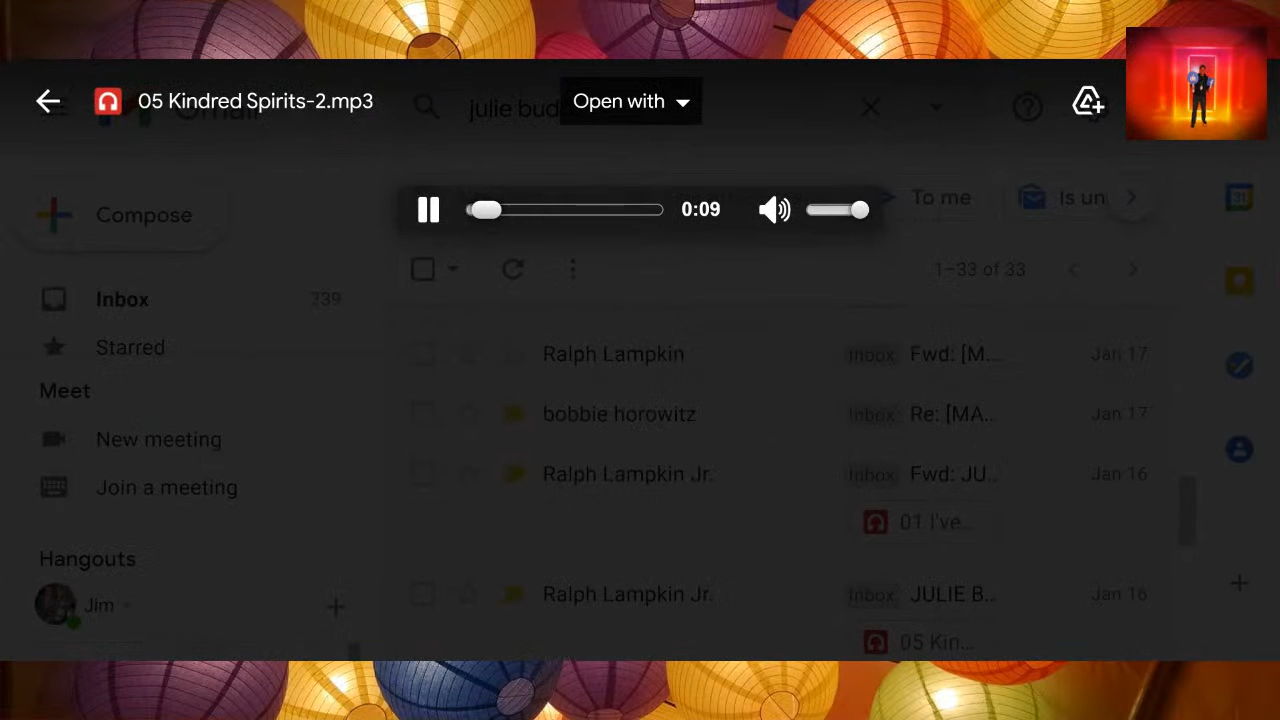 05 Kindred Spirits-2.mp3
Gmail
julie bud
Open with
To me
Is un
Compose
0:09
1–33 of 33
Inbox 239
Starred
Ralph Lampkin Inbox Fwd: [M... Jan 17
Meet
bobbie horowitz Inbox Re: [MA... Jan 17
New meeting
Ralph Lampkin Jr. Inbox Fwd: JU... Jan 16
Join a meeting
01 I've...
Hangouts
Ralph Lampkin Jr. Inbox JULIE B... Jan 16
Jim
05 Kin...
31